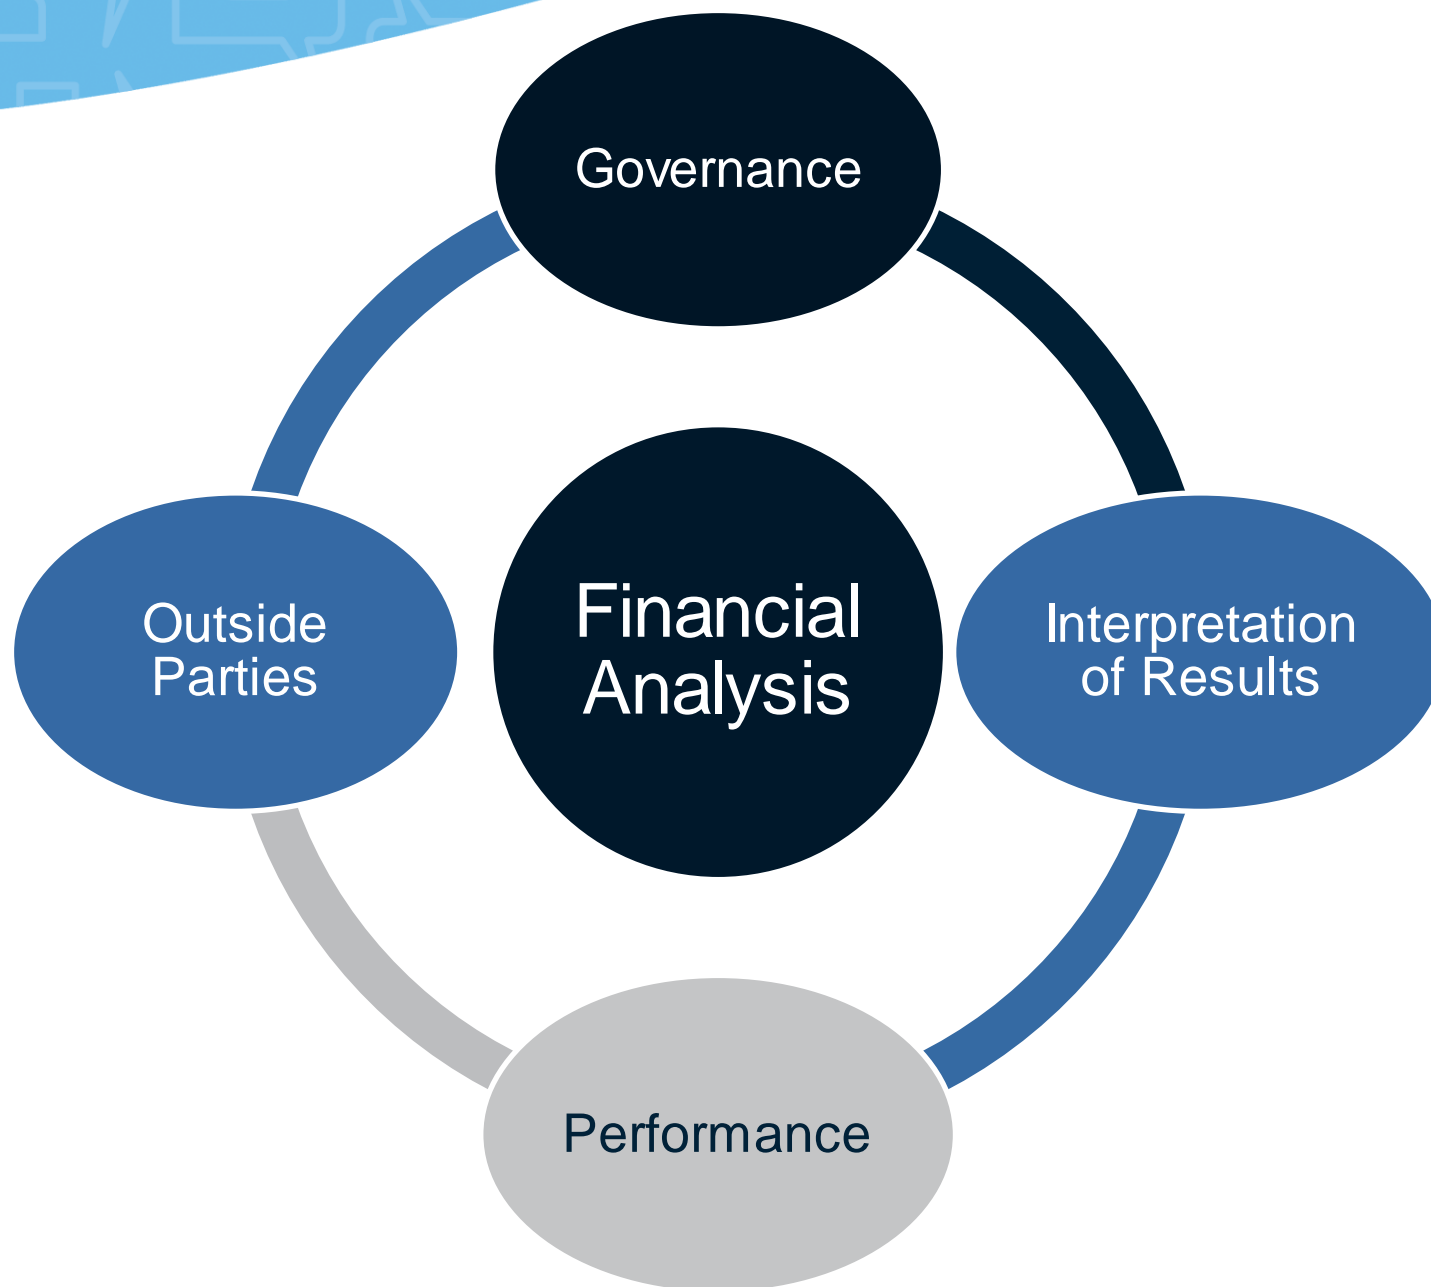 Governance
Outside
Parties
Financial
Analysis
Interpretation
of Results
Performance